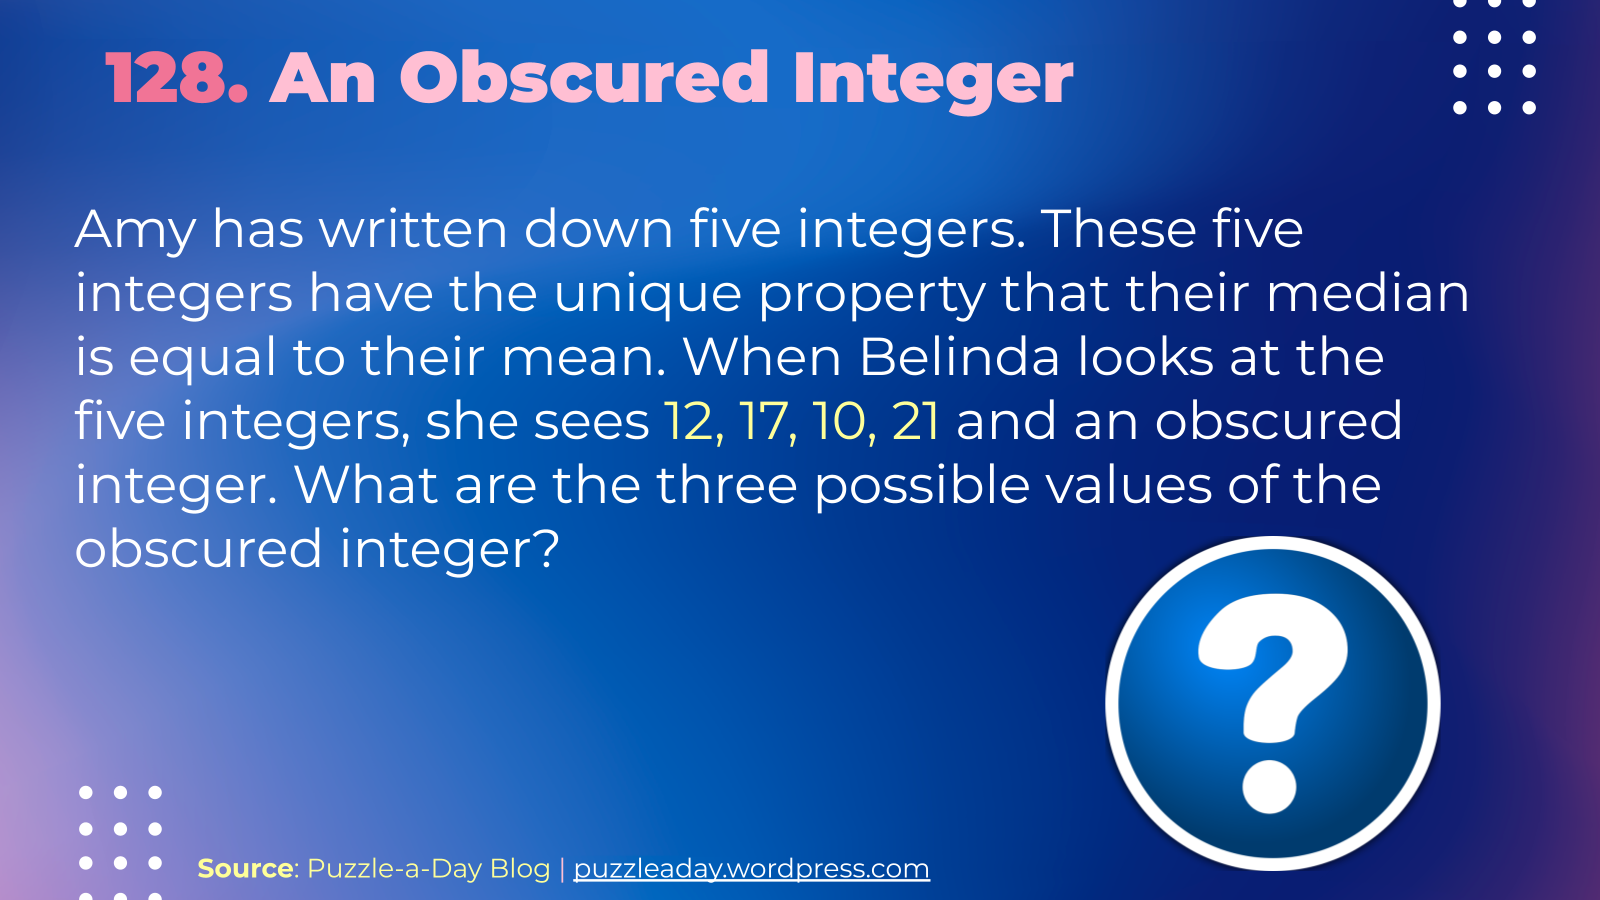 128. An Obscured Integer
Amy has written down five integers. These five
integers have the unique property that their median
is equal to their mean. When Belinda looks at the
five integers, she sees 12, 17, 10, 21 and an obscured
integer. What are the three possible values of the
obscured integer?
?
Source: Puzzle-a-Day Blog | puzzleaday.wordpress.com